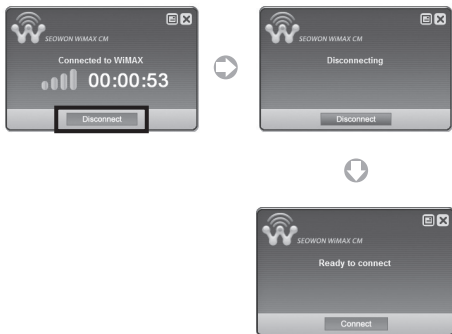 SEOWON WiMAX CM
Connected to WiMAX
00:00:53
Disconnect
SEOWON WiMAX CM
Disconnecting
Disconnect
SEOWON WiMAX CM
Ready to connect
Connect